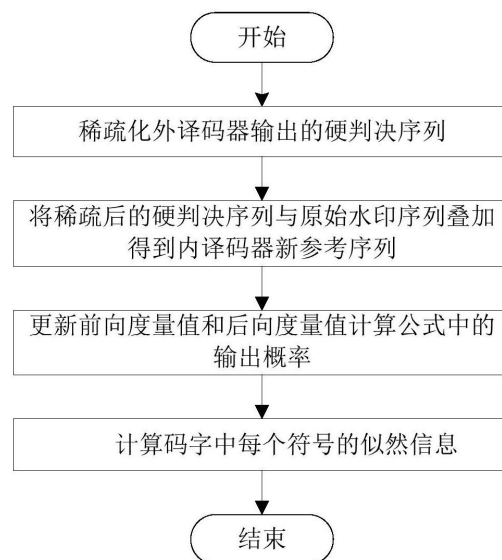 开始
稀疏化外译码器输出的硬判决序列
将稀疏后的硬判决序列与原始水印序列叠加
得到内译码器新参考序列
更新前向度量值和后向度量值计算公式中的
输出概率
计算码字中每个符号的似然信息
结束